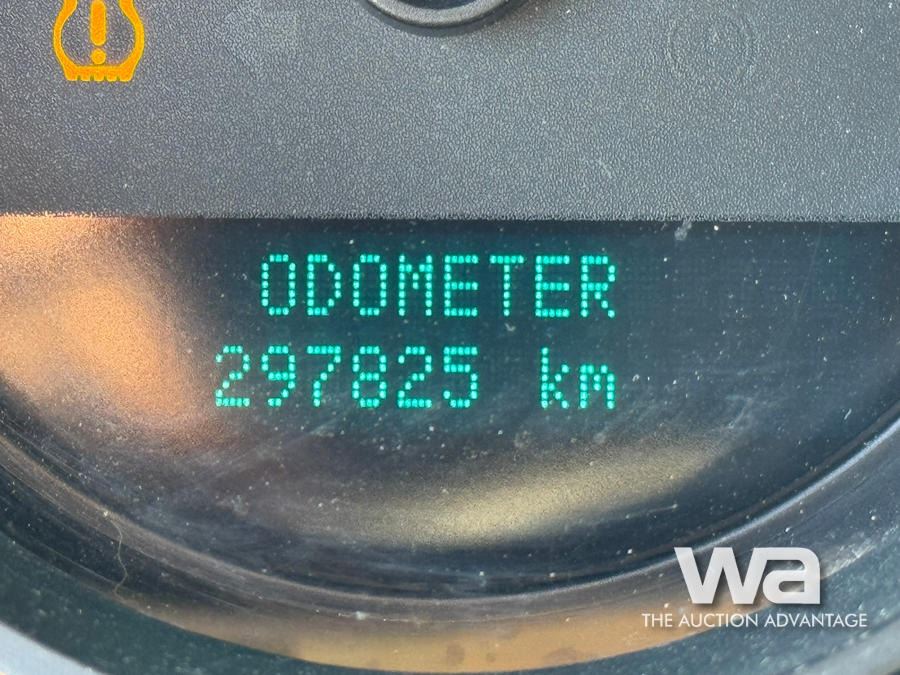 ODOMETER
297825 km
wa
THE AUCTION ADVANTAGE